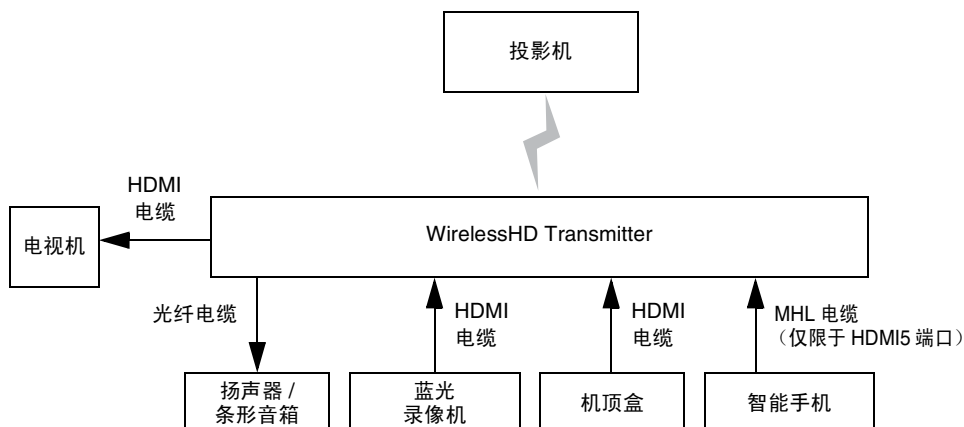 投影机
HDMI
电缆
电视机
WirelessHD Transmitter
光纤电缆
HDMI
电缆
HDMI
电缆
MHL 电缆
（仅限于 HDMI5 端口）
扬声器 /
条形音箱
蓝光
录像机
机顶盒
智能手机